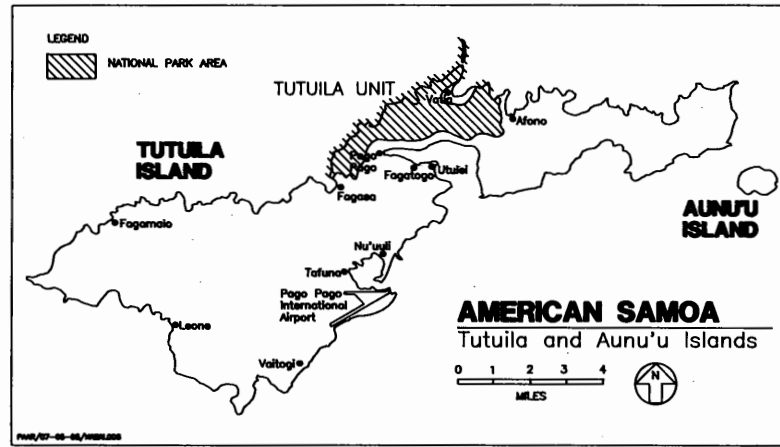 LEGEND
NATIONAL PARK AREA
TUTUILA UNIT
Vatia
Afono
TUTUILA
ISLAND
Pago
Pago
Fagatogo
Utulei
Fagasa
AUNU'U
ISLAND
Fagamalo
Nu'uuli
Tafuna
Pago Pago
International
Airport
Leone
Vaitogi
AMERICAN SAMOA
Tutuila and Aunu'u Islands
0 1 2 3 4
MILES
N